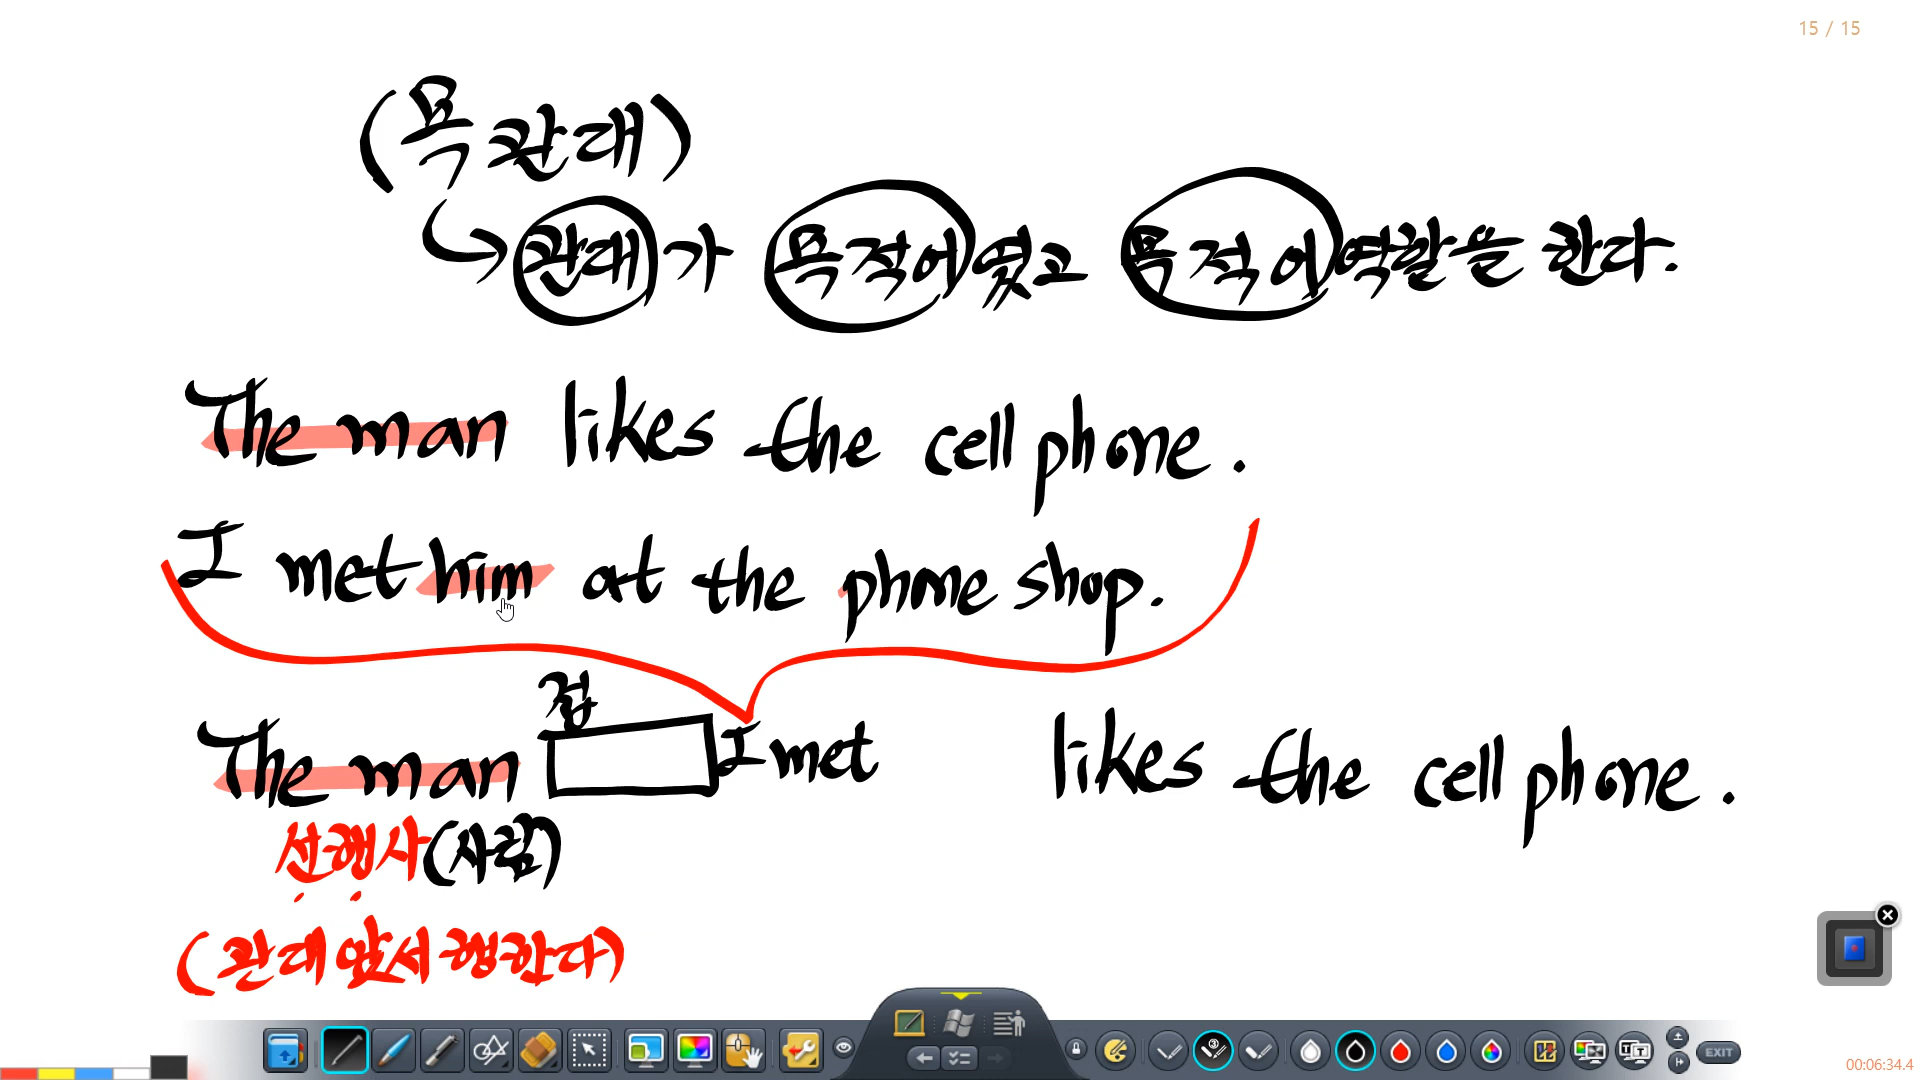 15 / 15
(목관대)
관대가 목적어였고 목적어역할을 한다.
The man likes the cell phone.
I met him at the phone shop.
접
The man I met likes the cell phone.
선행사(사람)
(관대앞서행한다)
EXIT
00:06:34.4